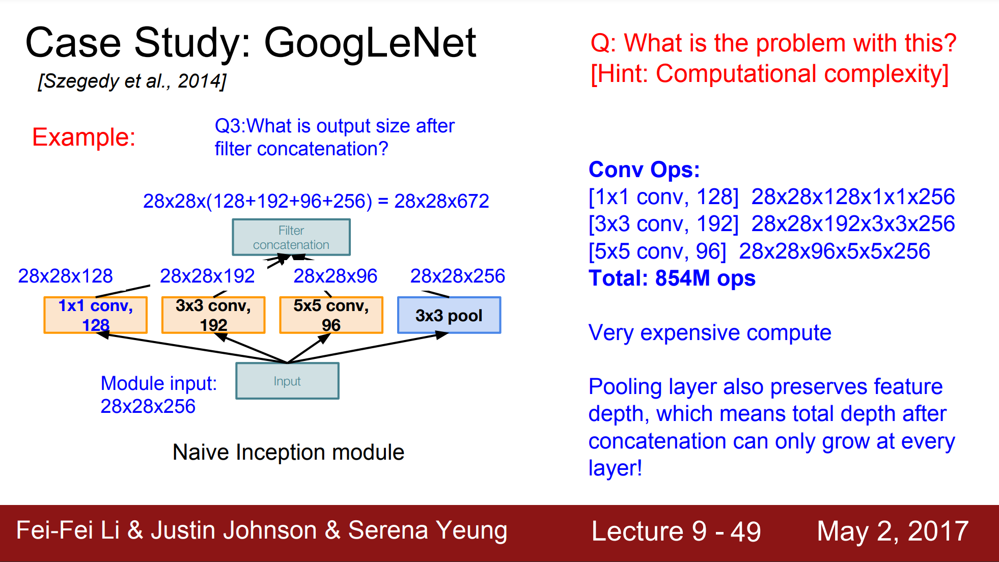 Case Study: GoogLeNet
[Szegedy et al., 2014]
Q: What is the problem with this?
[Hint: Computational complexity]
Example:
Q3:What is output size after
filter concatenation?
28x28x(128+192+96+256) = 28x28x672
Filter
concatenation
28x28x128
28x28x192
28x28x96
28x28x256
1x1 conv,
128
3x3 conv,
192
5x5 conv,
96
3x3 pool
Module input:
28x28x256
Input
Naive Inception module
Conv Ops:
[1x1 conv, 128]  28x28x128x1x1x256
[3x3 conv, 192]  28x28x192x3x3x256
[5x5 conv, 96]  28x28x96x5x5x256
Total: 854M ops
Very expensive compute
Pooling layer also preserves feature
depth, which means total depth after
concatenation can only grow at every
layer!
Fei-Fei Li & Justin Johnson & Serena Yeung
Lecture 9 - 49
May 2, 2017